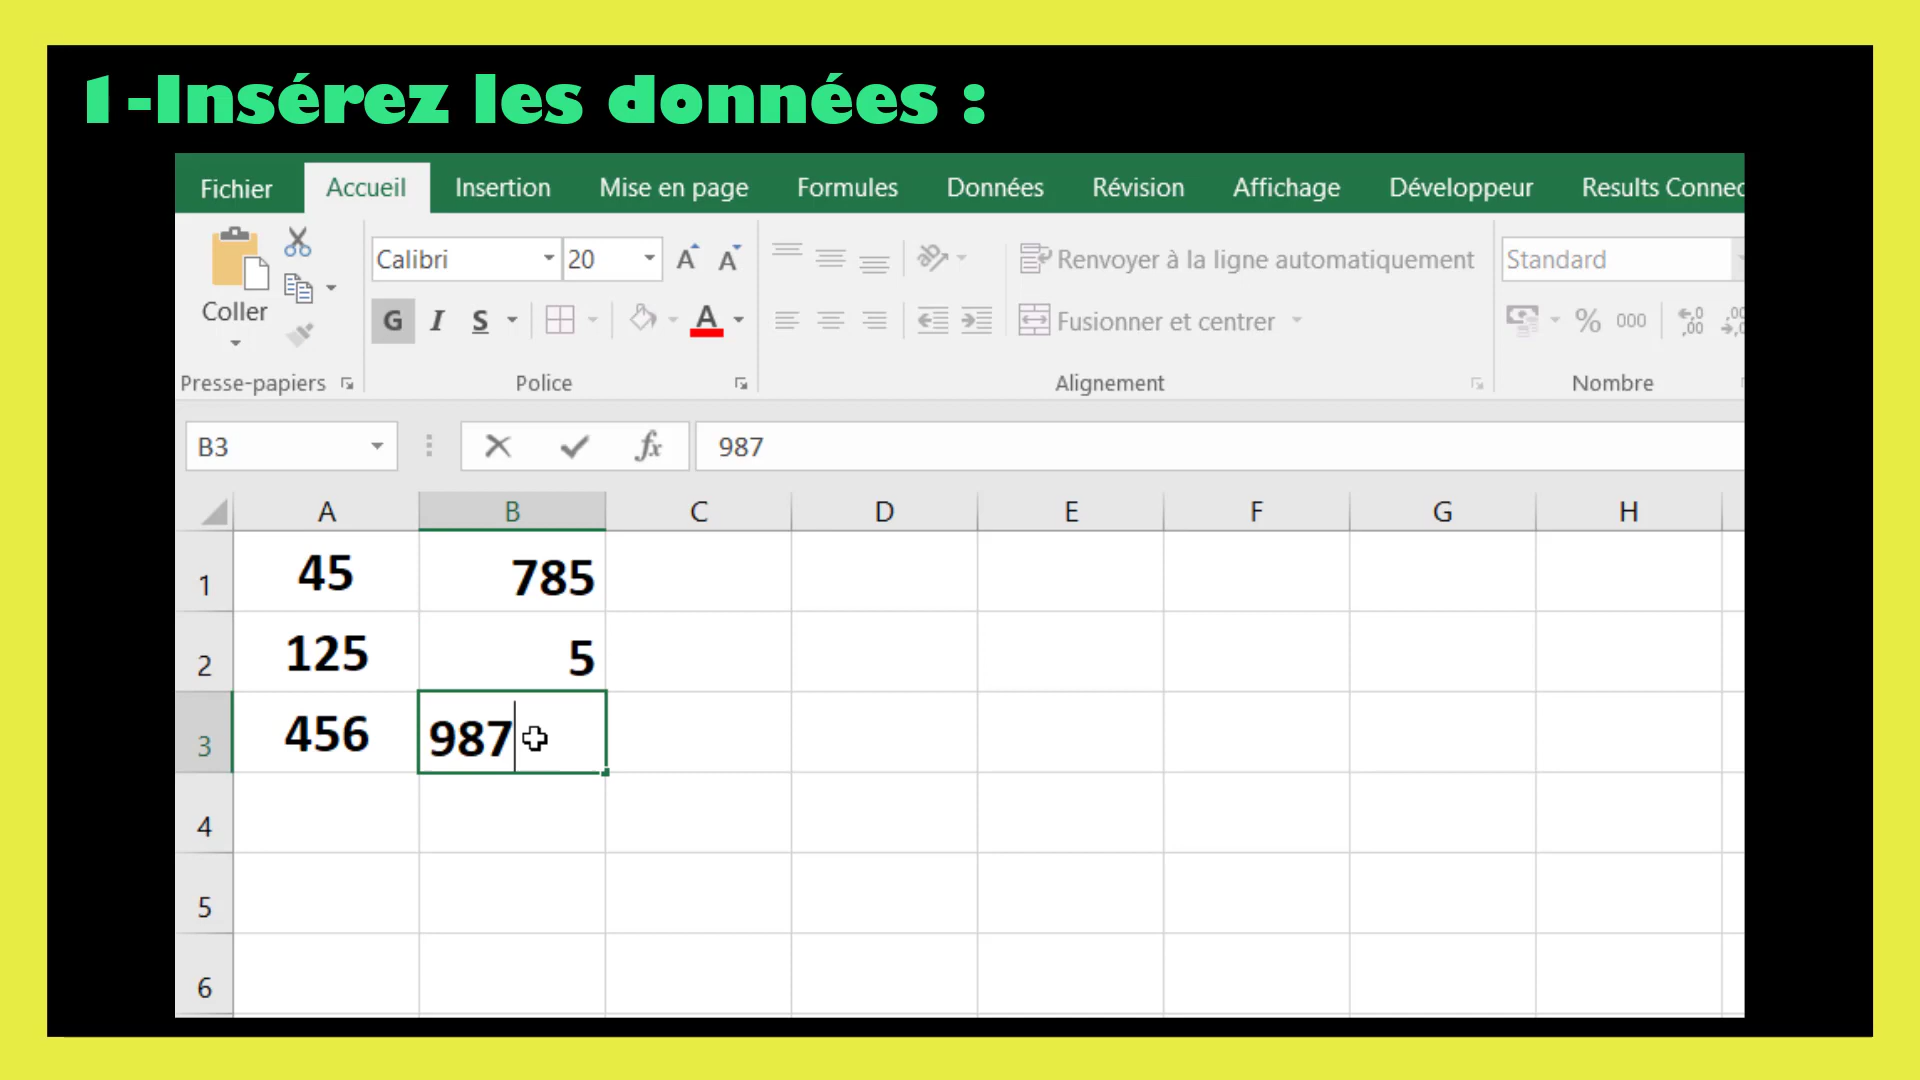 1-Insérez les données :
Fichier Accueil Insertion Mise en page Formules Données Révision Affichage Développeur Results Connec
Coller
Calibri 20
Renvoyer à la ligne automatiquement
Standard
G I S A
Fusionner et centrer
% 000
Presse-papiers Police Alignement Nombre
B3 fx 987
A B C D E F G H
1 45 785
2 125 5
3 456 987
4
5
6